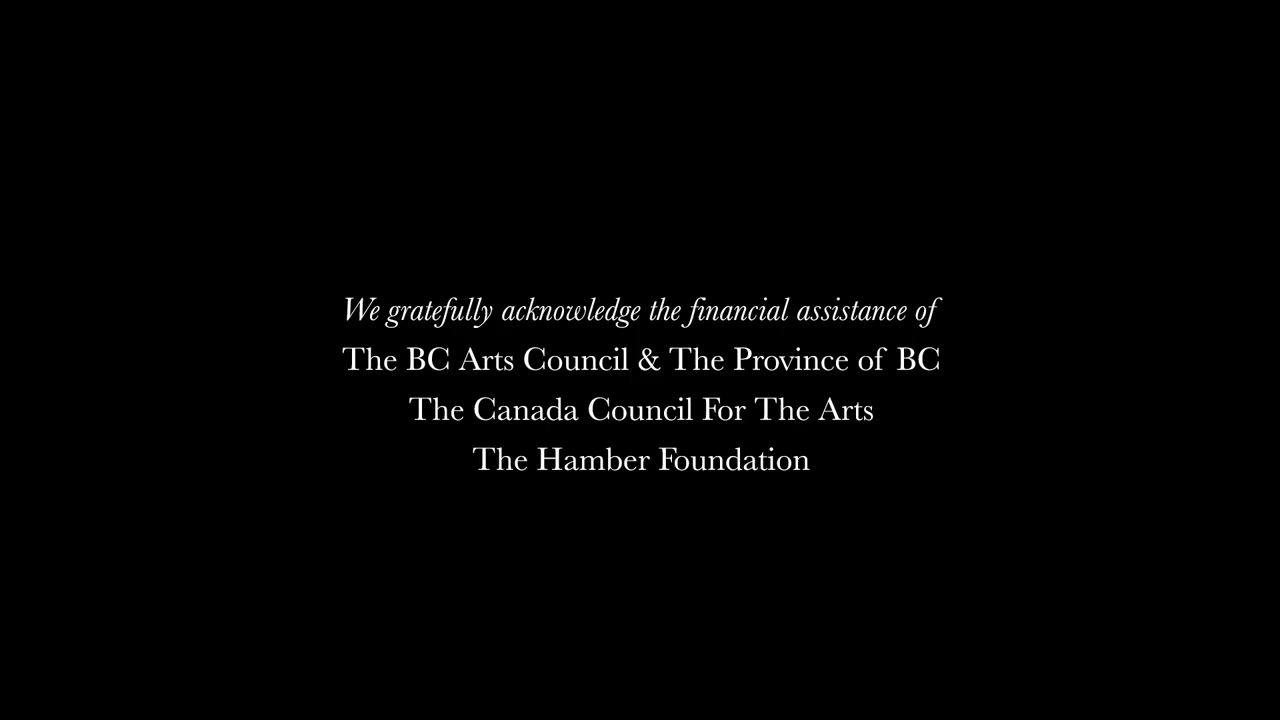 We gratefully acknowledge the financial assistance of
The BC Arts Council & The Province of BC
The Canada Council For The Arts
The Hamber Foundation